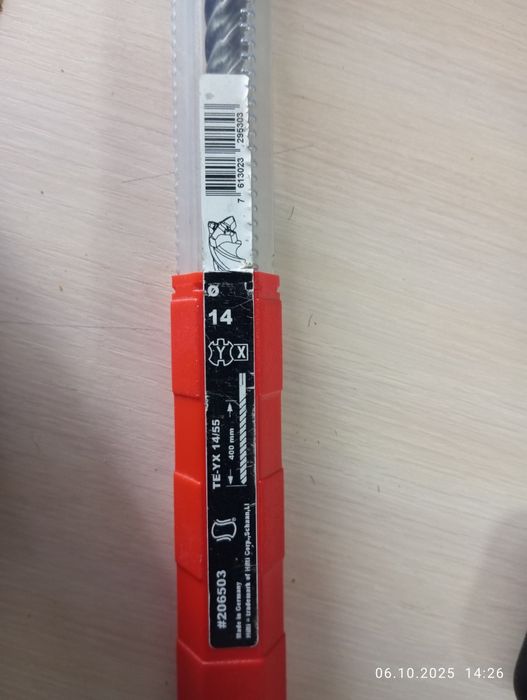 7 613023 295303
Ø
14
Y X
TE-YX 14/55
400 mm
#206503
Made in Germany
Hilti = trademark of Hilti Corp.,Schaan,LI
06.10.2025 14:26